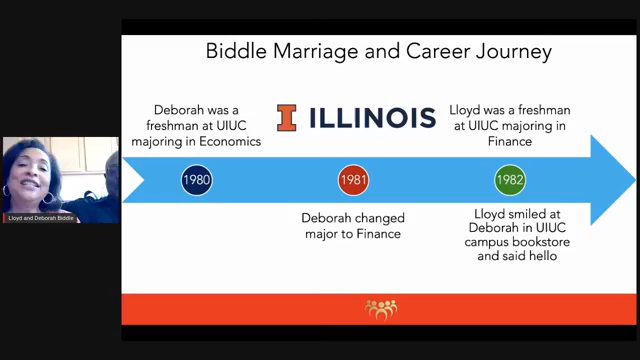 Biddle Marriage and Career Journey
Deborah was a
freshman at UIUC
majoring in Economics
I ILLINOIS
Lloyd was a freshman
at UIUC majoring in
Finance
1980
1981
1982
Deborah changed
major to Finance
Lloyd smiled at
Deborah in UIUC
campus bookstore
and said hello
Lloyd and Deborah Biddle